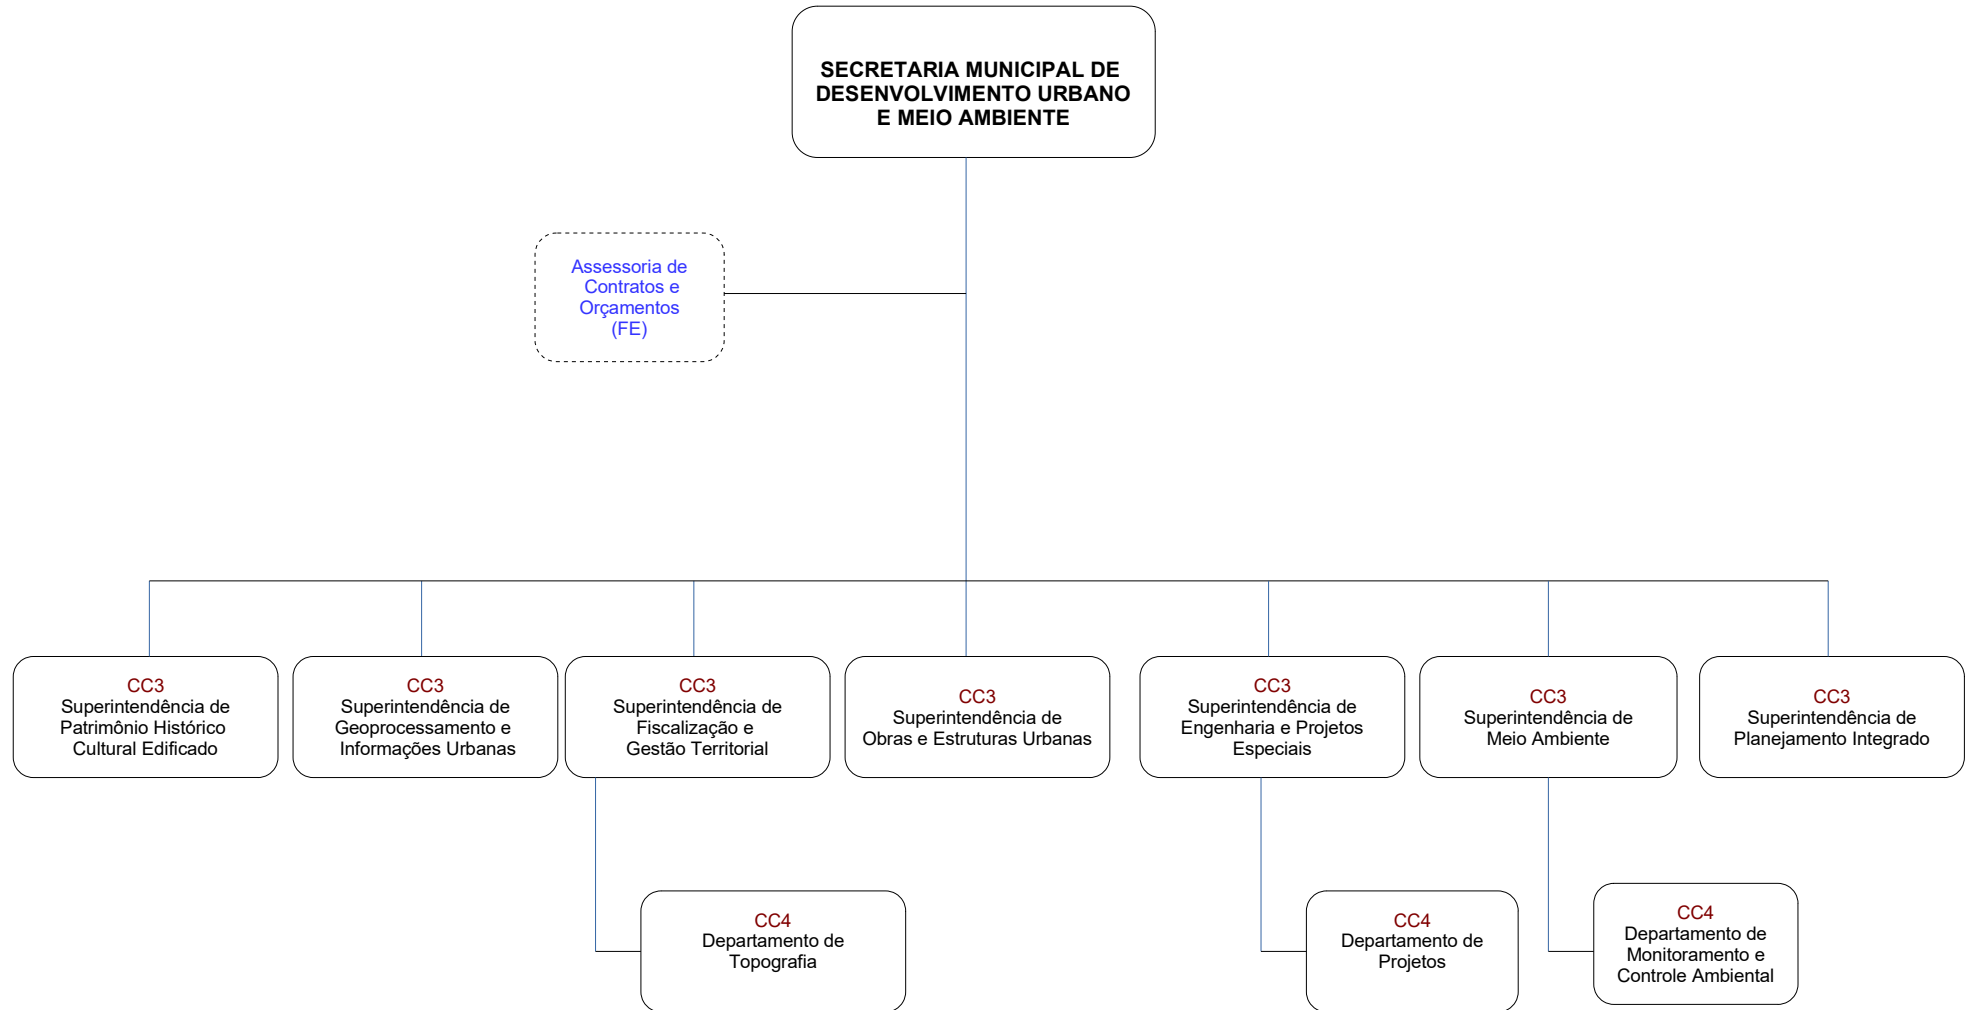 SECRETARIA MUNICIPAL DE
DESENVOLVIMENTO URBANO
E MEIO AMBIENTE
Assessoria de
Contratos e
Orçamentos
(FE)
CC3
Superintendência de
Patrimônio Histórico
Cultural Edificado
CC3
Superintendência de
Geoprocessamento e
Informações Urbanas
CC3
Superintendência de
Fiscalização e
Gestão Territorial
CC3
Superintendência de
Obras e Estruturas Urbanas
CC3
Superintendência de
Engenharia e Projetos
Especiais
CC3
Superintendência de
Meio Ambiente
CC3
Superintendência de
Planejamento Integrado
CC4
Departamento de
Topografia
CC4
Departamento de
Projetos
CC4
Departamento de
Monitoramento e
Controle Ambiental